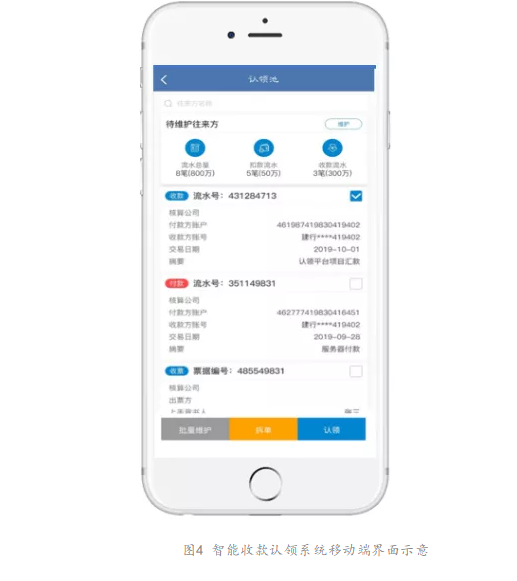 认领池
往来方名称
待维护往来方
维护
流水总量 扣款流水 收款流水
8笔(800万) 5笔(50万) 3笔(300万)
收款 流水号：431284713
核算公司
付款方账户 461987419830419402
收款方账号 建行****419402
交易日期 2019-10-01
摘要 认领平台项目汇款
付款 流水号：351149831
核算公司
付款方账户 462777419830416451
收款方账号 建行****419402
交易日期 2019-09-28
摘要 服务器付款
收票 票据编号：485549831
核算公司
出票方
批量维护 拆单 认领
图4 智能收款认领系统移动端界面示意